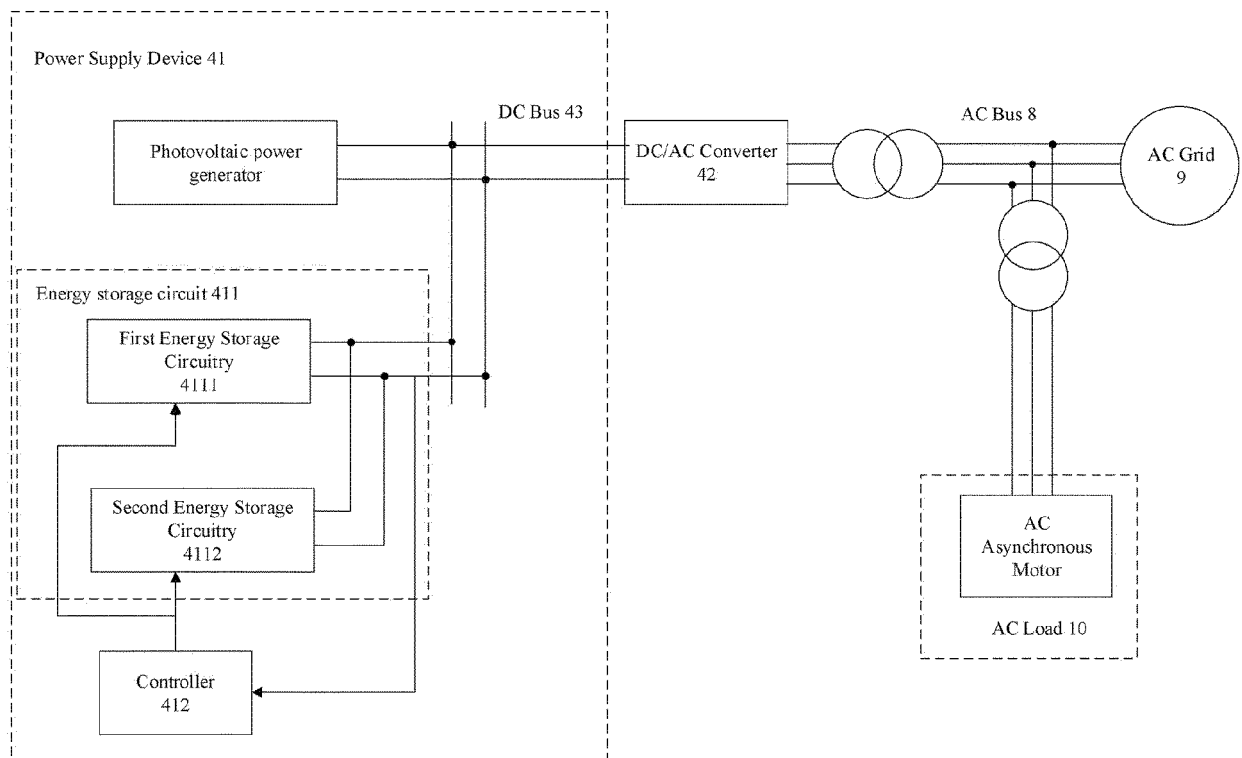 Power Supply Device 41
DC Bus 43
AC Bus 8
Photovoltaic power
generator
DC/AC Converter
42
AC Grid
9
Energy storage circuit 411
First Energy Storage
Circuitry
4111
Second Energy Storage
Circuitry
4112
AC
Asynchronous
Motor
AC Load 10
Controller
412